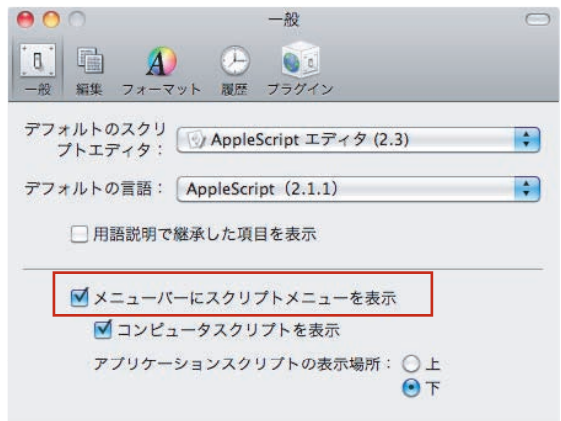 一般
一般 編集 フォーマット 履歴 プラグイン
デフォルトのスクリ
プトエディタ： AppleScript エディタ (2.3)
デフォルトの言語： AppleScript（2.1.1）
用語説明で継承した項目を表示
メニューバーにスクリプトメニューを表示
コンピュータスクリプトを表示
アプリケーションスクリプトの表示場所： 上
下